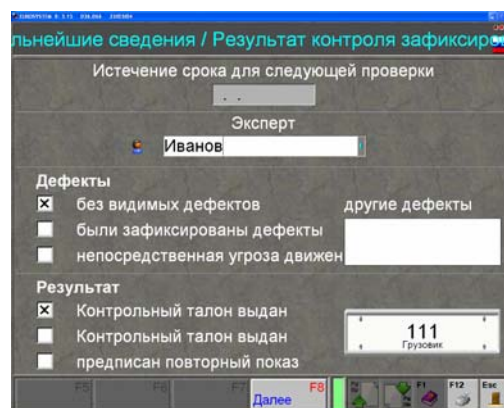 льнейшие сведения / Результат контроля зафиксиро
Истечение срока для следующей проверки
. .
Эксперт
Иванов
Дефекты
без видимых дефектов
другие дефекты
были зафиксированы дефекты
непосредственная угроза движен
Результат
Контрольный талон выдан
Контрольный талон выдан
предписан повторный показ
111
Грузовик
F5 F6 F7 F8 F1 F12 Esc
Далее